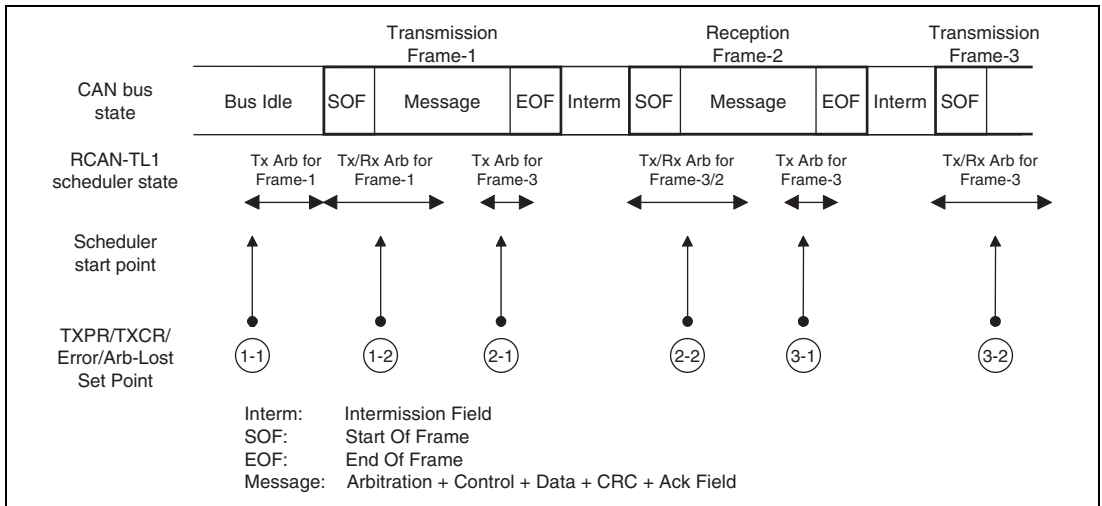 Transmission
Frame-1
Reception
Frame-2
Transmission
Frame-3
CAN bus
state
Bus Idle
SOF
Message
EOF
Interm
SOF
Message
EOF
Interm
SOF
RCAN-TL1
scheduler state
Tx Arb for
Frame-1
Tx/Rx Arb for
Frame-1
Tx Arb for
Frame-3
Tx/Rx Arb for
Frame-3/2
Tx Arb for
Frame-3
Tx/Rx Arb for
Frame-3
Scheduler
start point
TXPR/TXCR/
Error/Arb-Lost
Set Point
1-1
1-2
2-1
2-2
3-1
3-2
Interm: Intermission Field
SOF: Start Of Frame
EOF: End Of Frame
Message: Arbitration + Control + Data + CRC + Ack Field